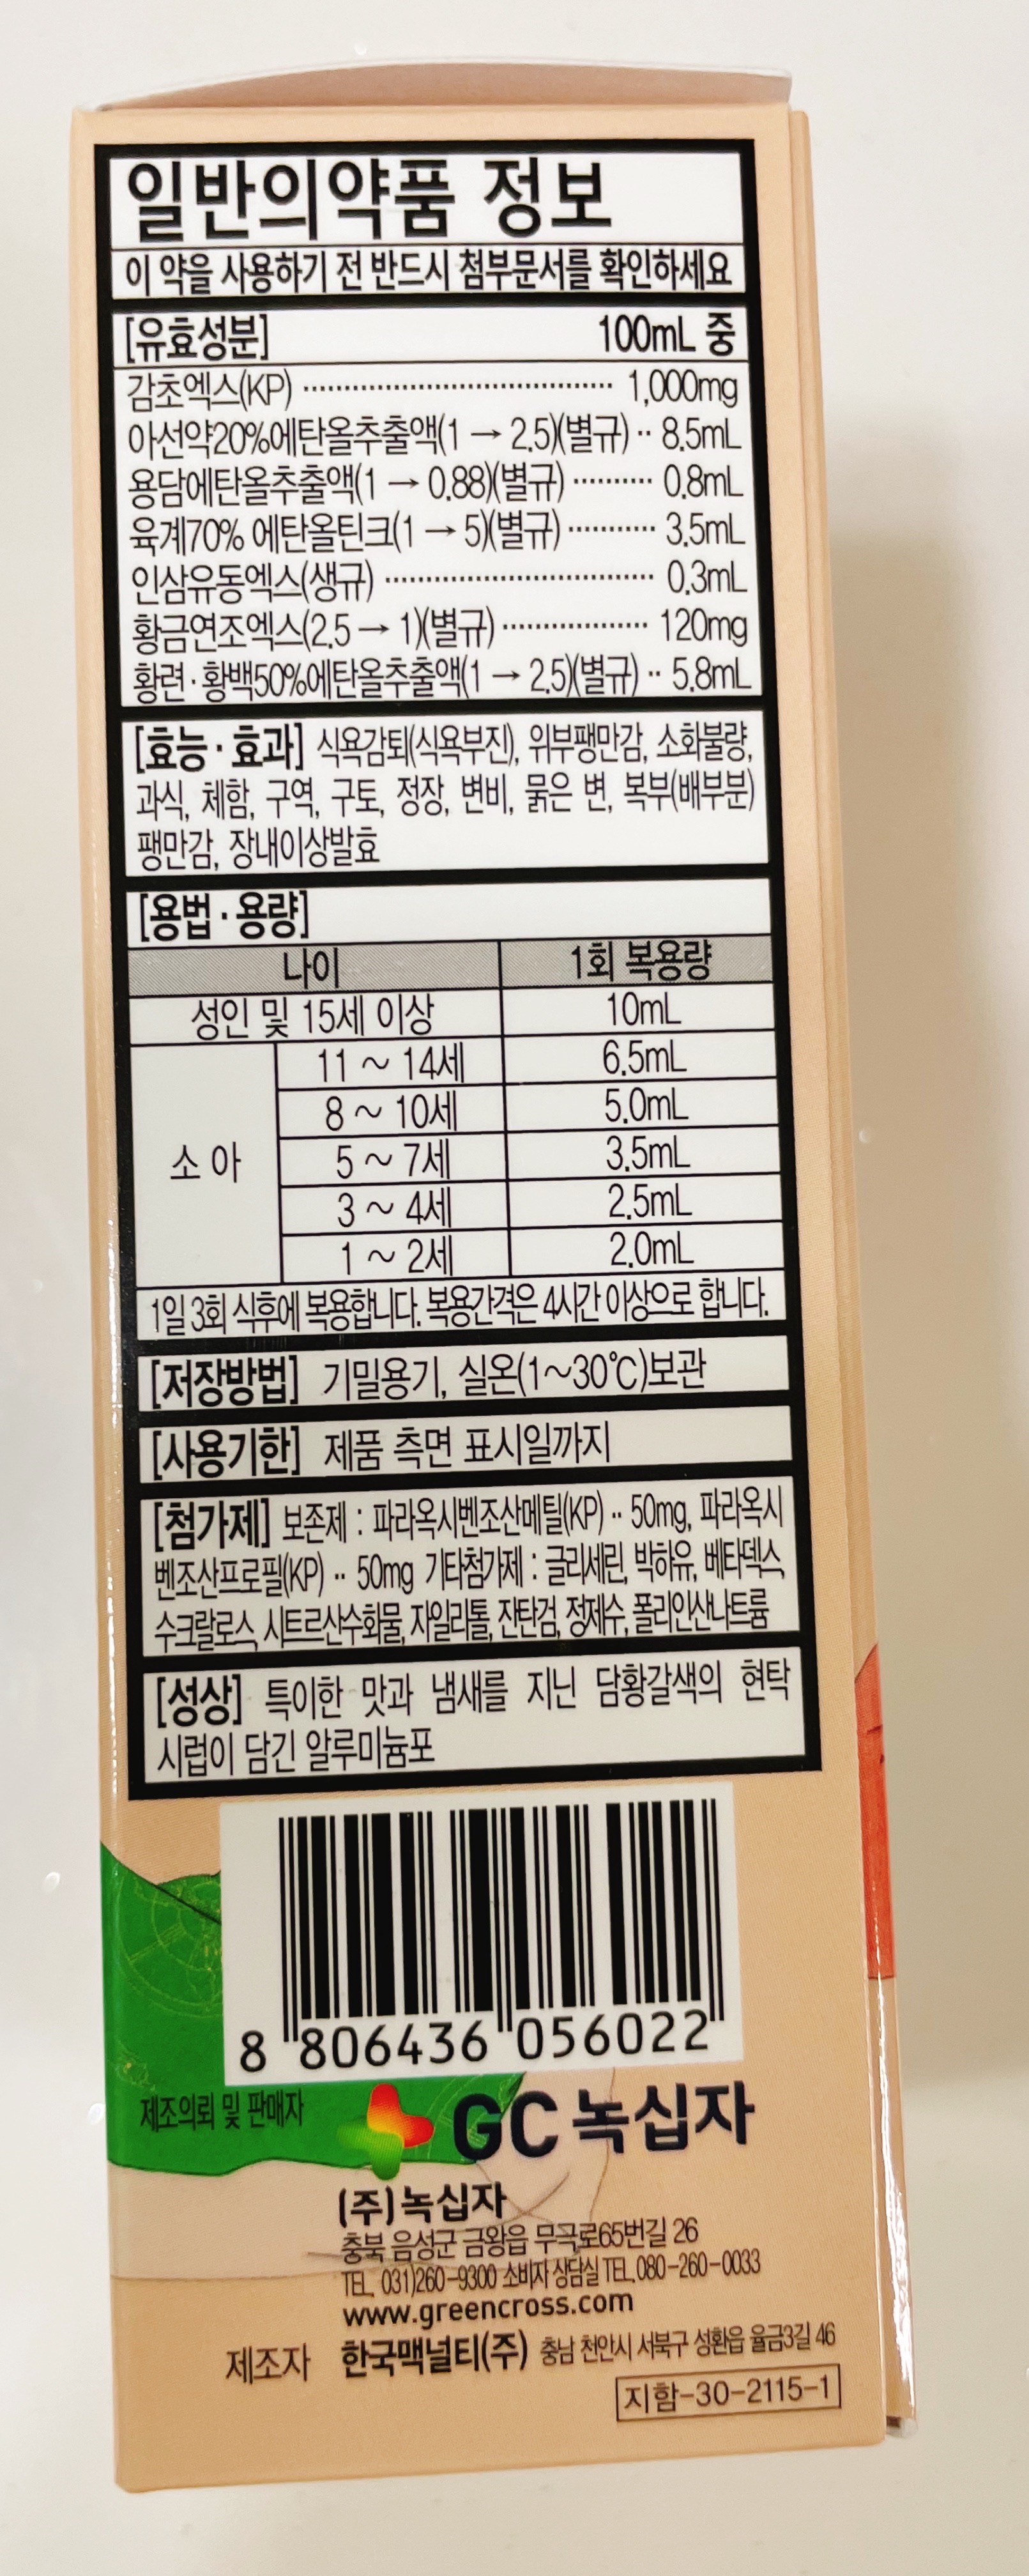 일반의약품 정보
이 약을 사용하기 전 반드시 첨부문서를 확인하세요
[유효성분] 100mL 중
감초엑스(KP) ······································ 1,000mg
아선약20%에탄올추출액(1 → 2.5)(별규) ·· 8.5mL
용담에탄올추출액(1 → 0.88)(별규) ·········· 0.8mL
육계70% 에탄올틴크(1 → 5)(별규) ··········· 3.5mL
인삼유동엑스(생규) ································· 0.3mL
황금연조엑스(2.5 → 1)(별규) ·················· 120mg
황련·황백50%에탄올추출액(1 → 2.5)(별규) ·· 5.8mL
[효능·효과] 식욕감퇴(식욕부진), 위부팽만감, 소화불량,
과식, 체함, 구역, 구토, 정장, 변비, 묽은 변, 복부(배부분)
팽만감, 장내이상발효
[용법·용량]
나이 1회 복용량
성인 및 15세 이상 10mL
소 아
11 ~ 14세 6.5mL
8 ~ 10세 5.0mL
5 ~ 7세 3.5mL
3 ~ 4세 2.5mL
1 ~ 2세 2.0mL
1일 3회 식후에 복용합니다. 복용간격은 4시간 이상으로 합니다.
[저장방법] 기밀용기, 실온(1~30℃)보관
[사용기한] 제품 측면 표시일까지
[첨가제] 보존제 : 파라옥시벤조산메틸(KP) ·· 50mg, 파라옥시
벤조산프로필(KP) ·· 50mg 기타첨가제 : 글리세린, 박하유, 베타덱스,
수크랄로스, 시트르산수화물, 자일리톨, 잔탄검, 정제수, 폴리인산나트륨
[성상] 특이한 맛과 냄새를 지닌 담황갈색의 현탁
시럽이 담긴 알루미늄포
8 806436 056022
제조의뢰 및 판매자
GC 녹십자
(주)녹십자
충북 음성군 금왕읍 무극로65번길 26
TEL. 031)260-9300 소비자 상담실 TEL.080-260-0033
www.greencross.com
제조자 한국맥널티(주) 충남 천안시 서북구 성환읍 율금3길 46
지함-30-2115-1